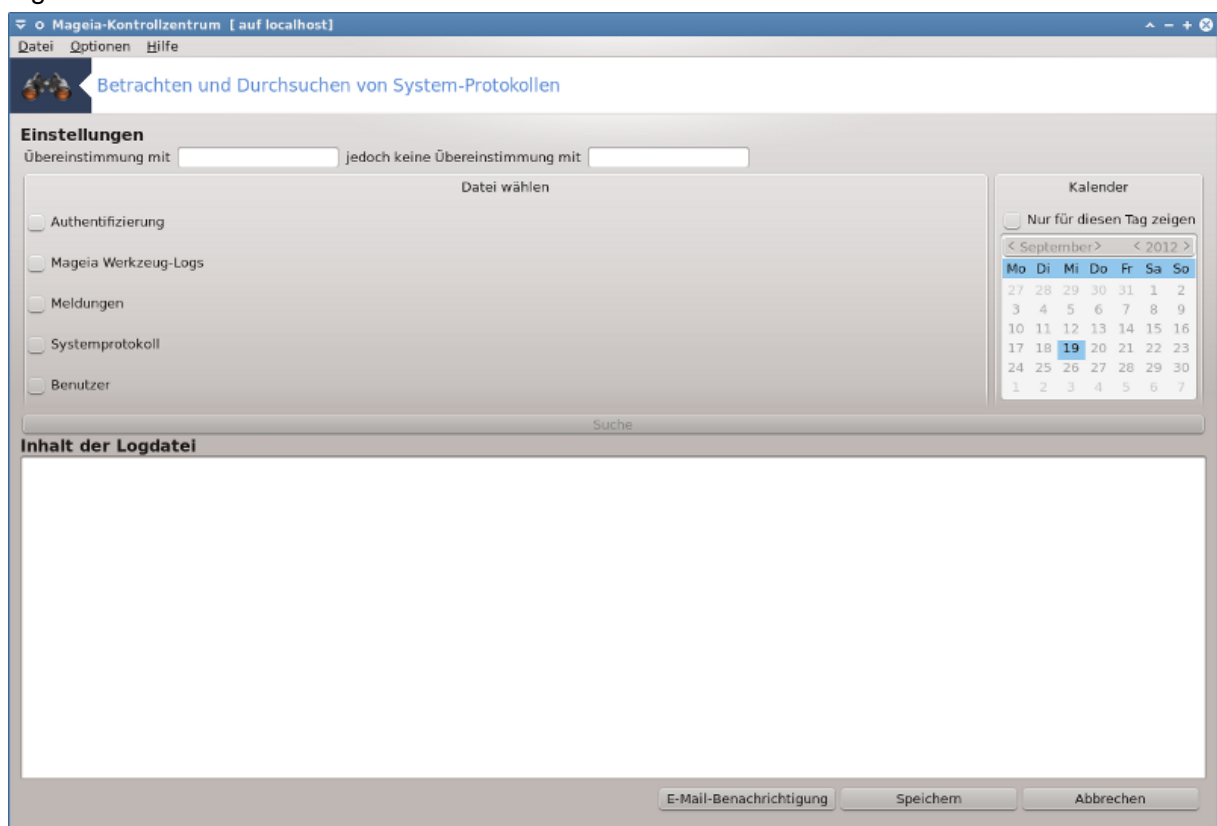 Mageia-Kontrollzentrum [ auf localhost]
Datei Optionen Hilfe
Betrachten und Durchsuchen von System-Protokollen
Einstellungen
Übereinstimmung mit jedoch keine Übereinstimmung mit
Datei wählen
Authentifizierung
Mageia Werkzeug-Logs
Meldungen
Systemprotokoll
Benutzer
Kalender
Nur für diesen Tag zeigen
< September > < 2012 >
Mo Di Mi Do Fr Sa So
27 28 29 30 31 1 2
3 4 5 6 7 8 9
10 11 12 13 14 15 16
17 18 19 20 21 22 23
24 25 26 27 28 29 30
1 2 3 4 5 6 7
Suche
Inhalt der Logdatei
E-Mail-Benachrichtigung Speichern Abbrechen